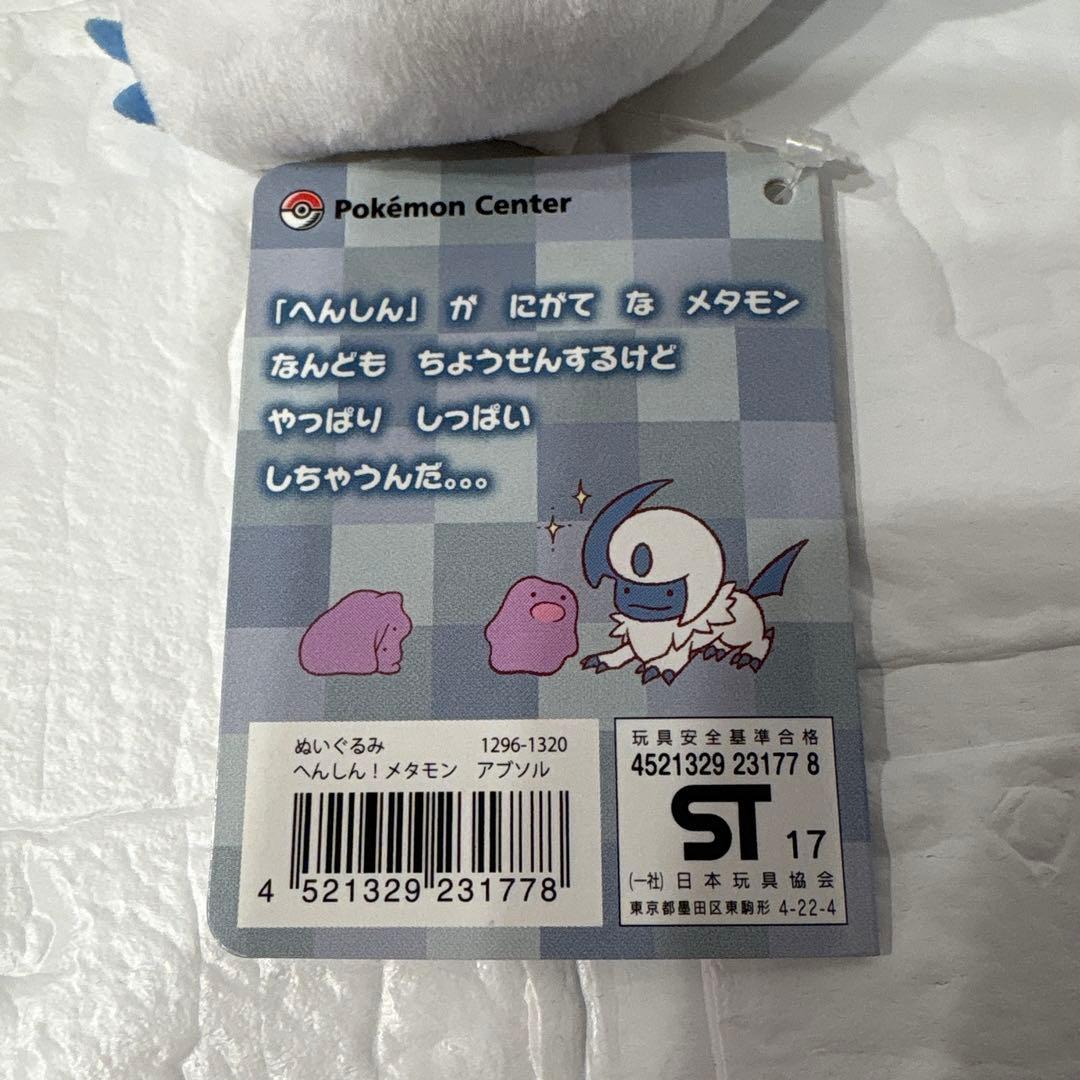 Pokémon Center
「へんしん」 が にがて な メタモン
なんども ちょうせんするけど
やっぱり しっぱい
しちゃうんだ。。。
ぬいぐるみ 1296-1320
へんしん!メタモン アブソル
4 521329 231778
玩具安全基準合格
4521329 23177 8
ST 17
(一社) 日本玩具協会
東京都墨田区東駒形 4-22-4